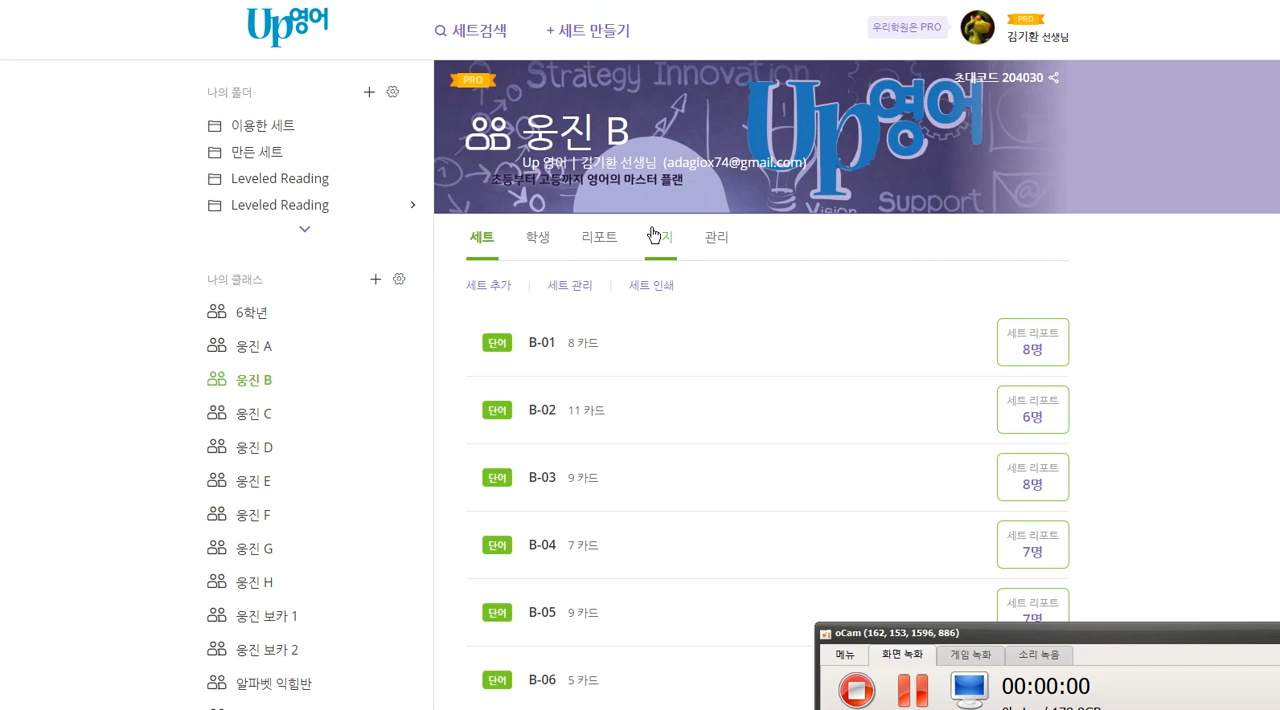 Up영어
세트검색
+ 세트 만들기
우리학원은 PRO
PRO
김기환 선생님
나의 폴더
이용한 세트
만든 세트
Leveled Reading
Leveled Reading
나의 클래스
6학년
웅진 A
웅진 B
웅진 C
웅진 D
웅진 E
웅진 F
웅진 G
웅진 H
웅진 보카 1
웅진 보카 2
알파벳 익힘반
PRO
Strategy Innovation
초대코드 204030
Up영어
웅진 B
Up 영어 | 김기환 선생님 (adagiox74@gmail.com)
초등부터 고등까지 영어의 마스터 플랜
Vision
Support
세트 학생 리포트 지 관리
세트 추가 | 세트 관리 | 세트 인쇄
단어 B-01 8 카드
세트 리포트
8명
단어 B-02 11 카드
세트 리포트
6명
단어 B-03 9 카드
세트 리포트
8명
단어 B-04 7 카드
세트 리포트
7명
단어 B-05 9 카드
세트 리포트
7명
단어 B-06 5 카드
oCam (162, 153, 1596, 886)
메뉴 화면 녹화 게임 녹화 소리 녹음
00:00:00